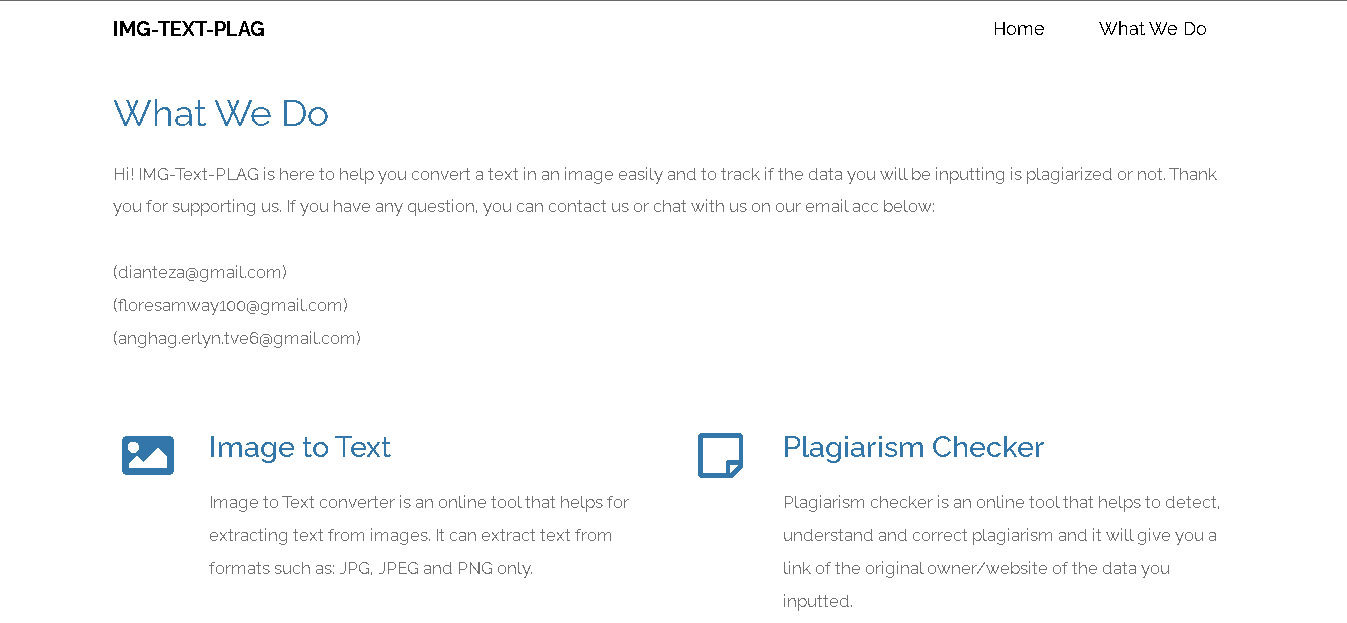 IMG-TEXT-PLAG
Home
What We Do
What We Do
Hi! IMG-Text-PLAG is here to help you convert a text in an image easily and to track if the data you will be inputting is plagiarized or not. Thank
you for supporting us. If you have any question, you can contact us or chat with us on our email acc below:
(dianteza@gmail.com)
(floresamway100@gmail.com)
(anghag.erlyn.tve6@gmail.com)
Image to Text
Image to Text converter is an online tool that helps for
extracting text from images. It can extract text from
formats such as: JPG, JPEG and PNG only.
Plagiarism Checker
Plagiarism checker is an online tool that helps to detect,
understand and correct plagiarism and it will give you a
link of the original owner/website of the data you
inputted.